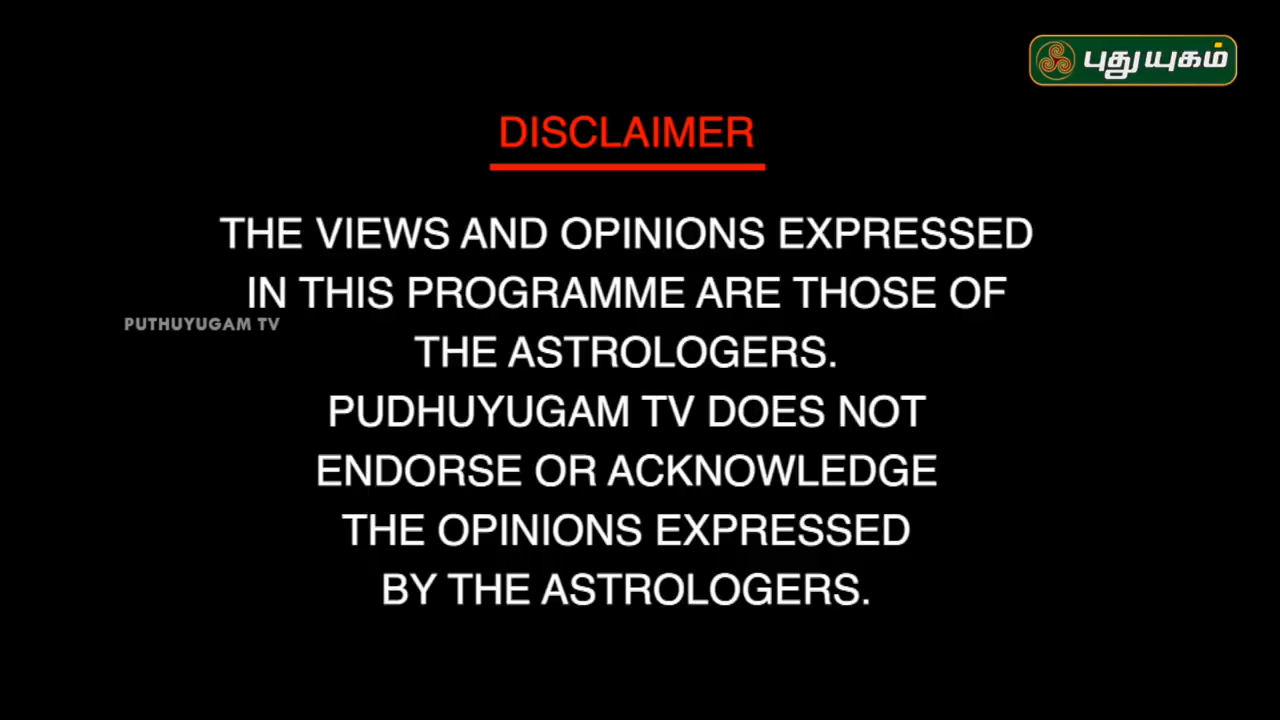 புதுயுகம்
DISCLAIMER
THE VIEWS AND OPINIONS EXPRESSED
IN THIS PROGRAMME ARE THOSE OF
PUTHUYUGAM TV
THE ASTROLOGERS.
PUDHUYUGAM TV DOES NOT
ENDORSE OR ACKNOWLEDGE
THE OPINIONS EXPRESSED
BY THE ASTROLOGERS.